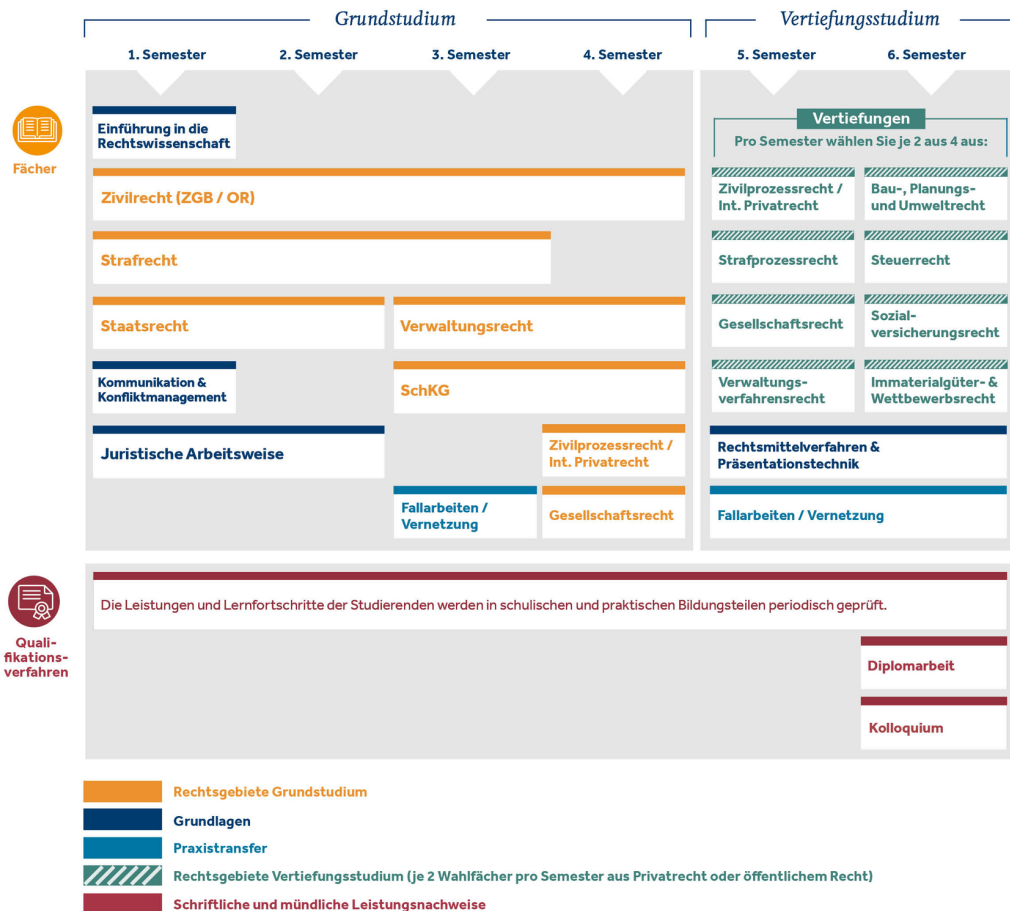 Grundstudium
Vertiefungsstudium
1. Semester
2. Semester
3. Semester
4. Semester
5. Semester
6. Semester
Fächer
Einführung in die
Rechtswissenschaft
Vertiefungen
Pro Semester wählen Sie je 2 aus 4 aus:
Zivilrecht (ZGB / OR)
Zivilprozessrecht /
Int. Privatrecht
Bau-, Planungs-
und Umweltrecht
Strafrecht
Strafprozessrecht
Steuerrecht
Staatsrecht
Verwaltungsrecht
Gesellschaftsrecht
Sozial-
versicherungsrecht
Kommunikation &
Konfliktmanagement
SchKG
Verwaltungs-
verfahrensrecht
Immaterialgüter- &
Wettbewerbsrecht
Juristische Arbeitsweise
Zivilprozessrecht /
Int. Privatrecht
Rechtsmittelverfahren &
Präsentationstechnik
Fallarbeiten /
Vernetzung
Gesellschaftsrecht
Fallarbeiten / Vernetzung
Quali-
fikations-
verfahren
Die Leistungen und Lernfortschritte der Studierenden werden in schulischen und praktischen Bildungsteilen periodisch geprüft.
Diplomarbeit
Kolloquium
Rechtsgebiete Grundstudium
Grundlagen
Praxistransfer
Rechtsgebiete Vertiefungsstudium (je 2 Wahlfächer pro Semester aus Privatrecht oder öffentlichem Recht)
Schriftliche und mündliche Leistungsnachweise